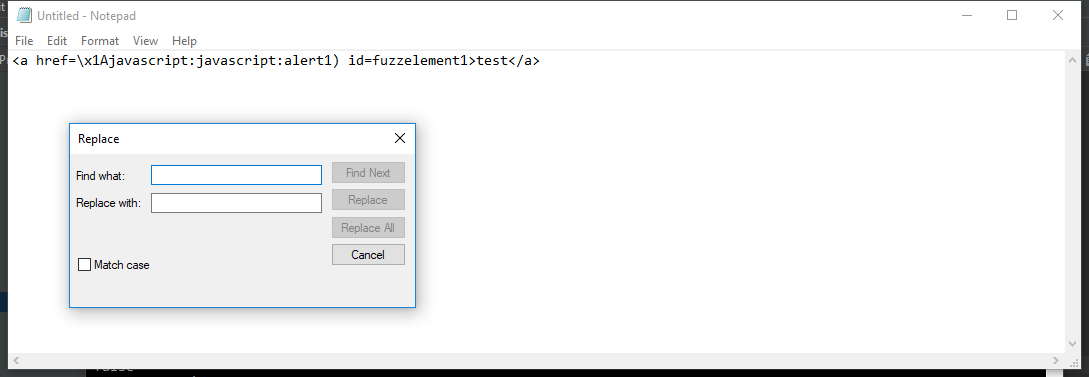 Untitled - Notepad
File Edit Format View Help
<a href=\x1Ajavascript:javascript:alert1) id=fuzzelement1>test</a>
Replace
Find what:
Find Next
Replace with:
Replace
Replace All
Cancel
Match case